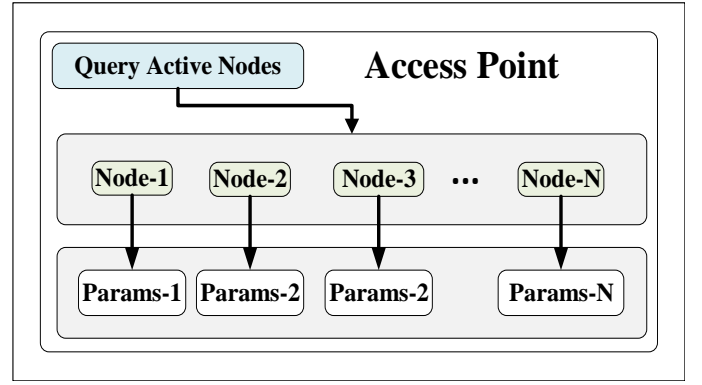 Query Active Nodes
Access Point
Node-1 Node-2 Node-3 ... Node-N
Params-1 Params-2 Params-2 Params-N